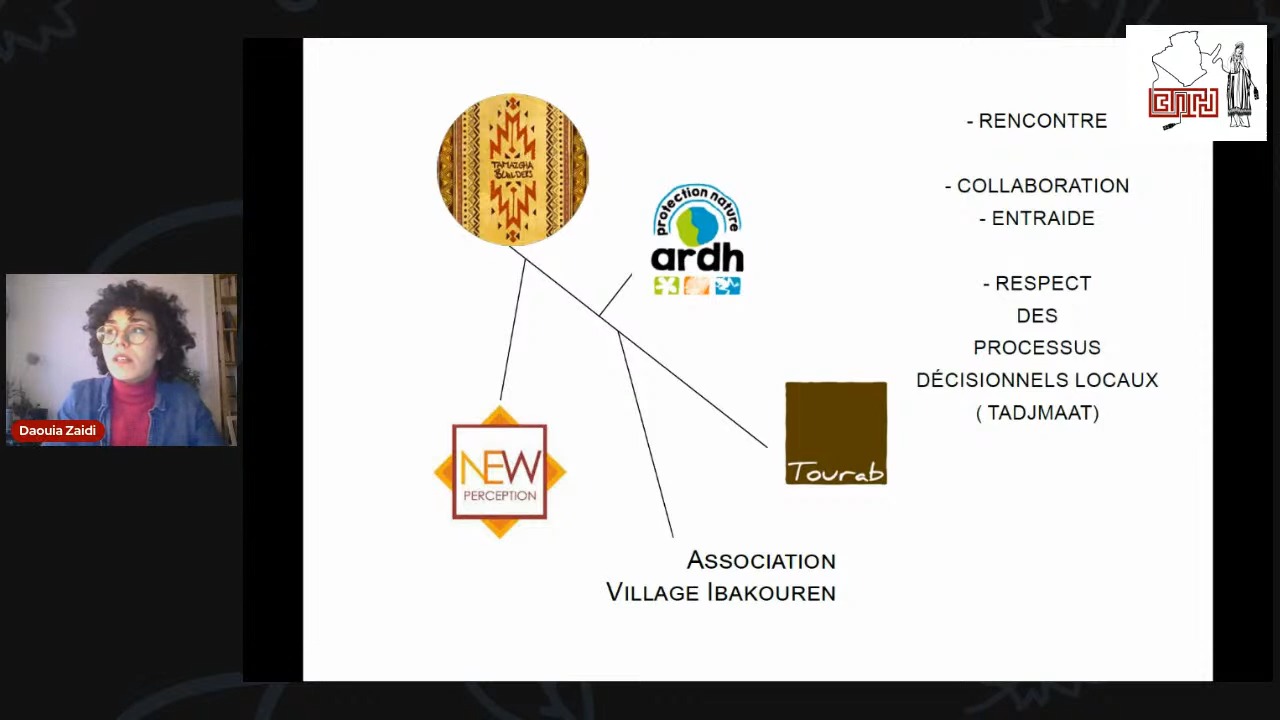 TAMAZGHA
BUILDERS
protection nature
ardh
NEW
PERCEPTION
Tourab
ASSOCIATION
VILLAGE IBAKOUREN
- RENCONTRE
- COLLABORATION
- ENTRAIDE
- RESPECT
DES
PROCESSUS
DÉCISIONNELS LOCAUX
( TADJMAAT)
Daouia Zaidi